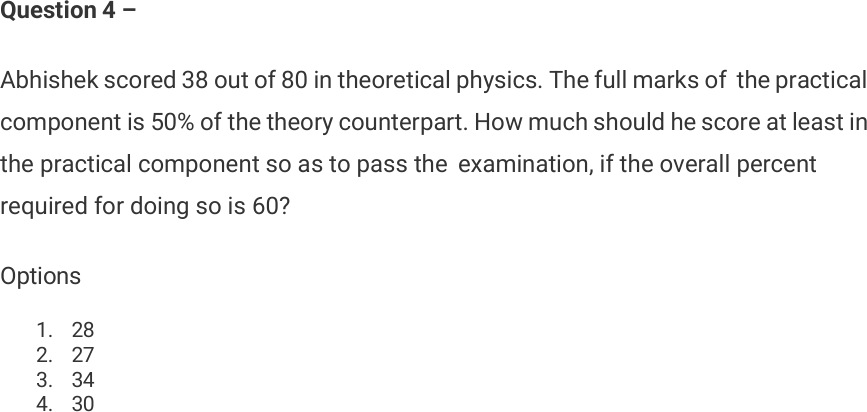 Question 4 –
Abhishek scored 38 out of 80 in theoretical physics. The full marks of the practical
component is 50% of the theory counterpart. How much should he score at least in
the practical component so as to pass the examination, if the overall percent
required for doing so is 60?
Options
1. 28
2. 27
3. 34
4. 30